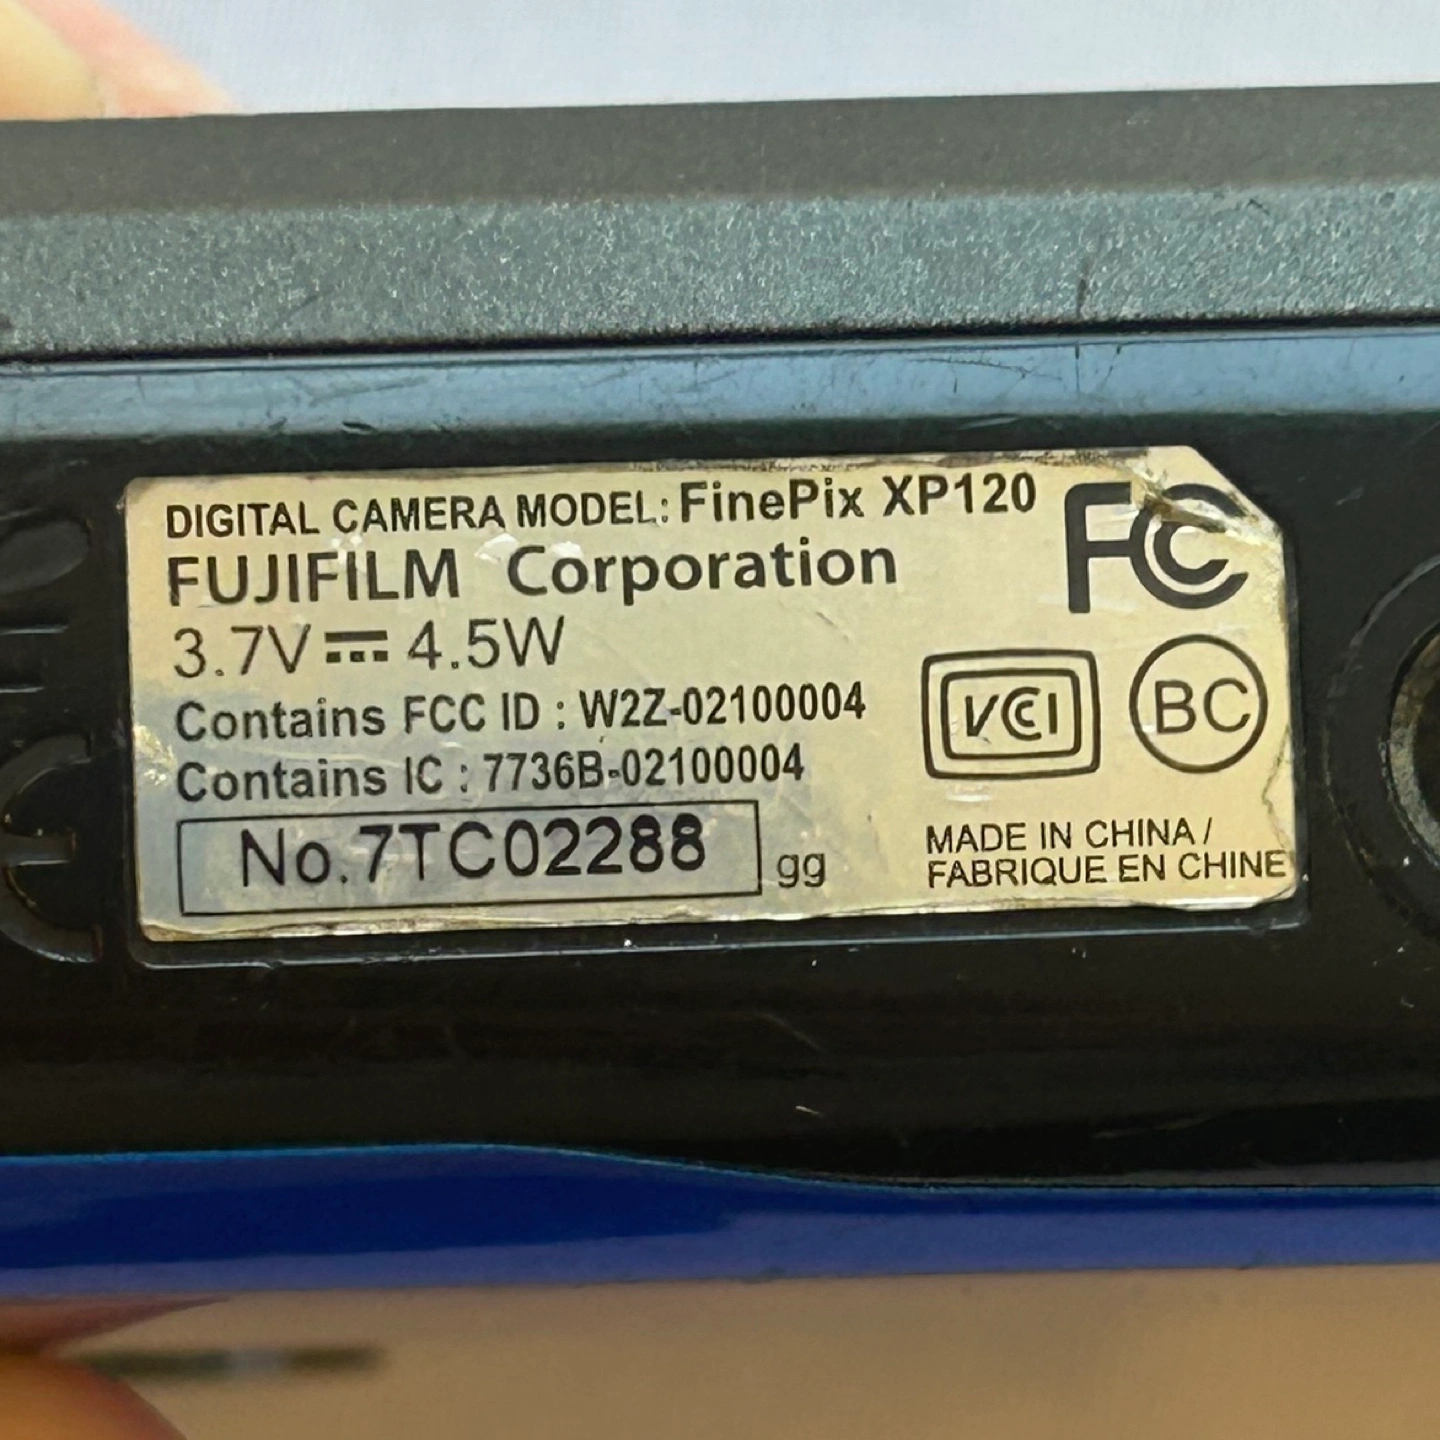 DIGITAL CAMERA MODEL: FinePix XP120
FUJIFILM Corporation
3.7V⎓4.5W
Contains FCC ID : W2Z-02100004
Contains IC : 7736B-02100004
No.7TC02288
gg
FC
VCCI
BC
MADE IN CHINA /
FABRIQUE EN CHINE